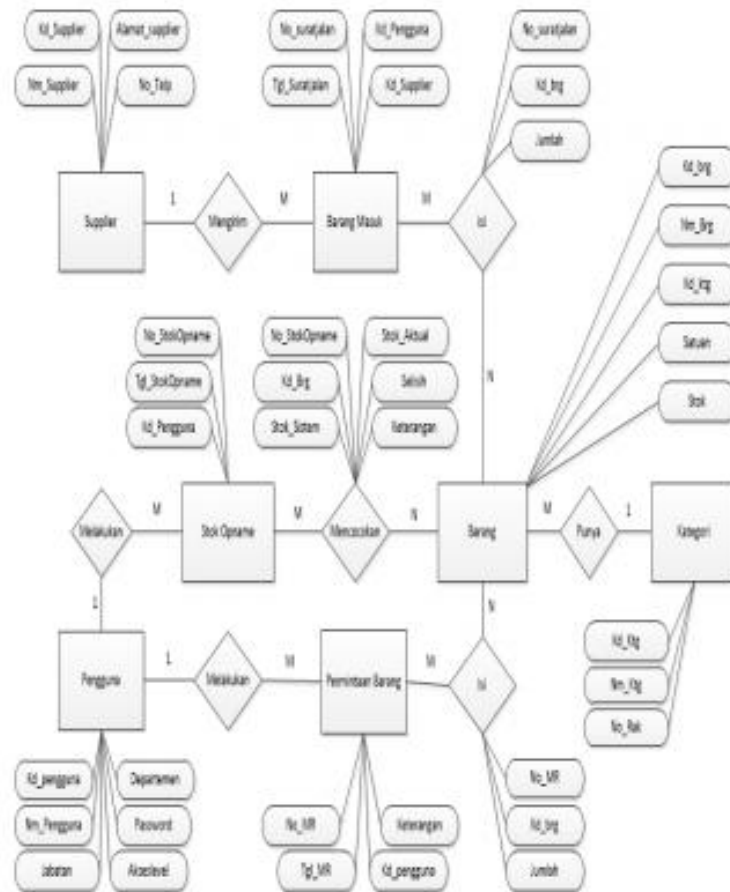 Kd_Supplier
Alamat_supplier
Nm_Supplier
No_Telp
No_suratjalan
Kd_Pengguna
Tgl_Suratjalan
Kd_Supplier
No_suratjalan
Kd_brg
Jumlah
Supplier
1
Mengirim
M
Barang Masuk
M
Isi
Kd_brg
Nm_Brg
Kd_ktg
Satuan
Stok
N
No_StokOpname
Tgl_StokOpname
Kd_Pengguna
No_StokOpname
Stok_Aktual
Kd_Brg
Selisih
Stok_Sistem
Keterangan
Melakukan
M
Stok Opname
M
Mencocokan
N
Barang
M
Punya
1
Kategori
1
N
Pengguna
1
Melakukan
M
Permintaan Barang
M
Isi
Kd_Ktg
Nm_Ktg
No_Rak
Kd_pengguna
Departemen
Nm_Pengguna
Password
Jabatan
Akseslevel
No_MR
Keterangan
Tgl_MR
Kd_pengguna
No_MR
Kd_brg
Jumlah